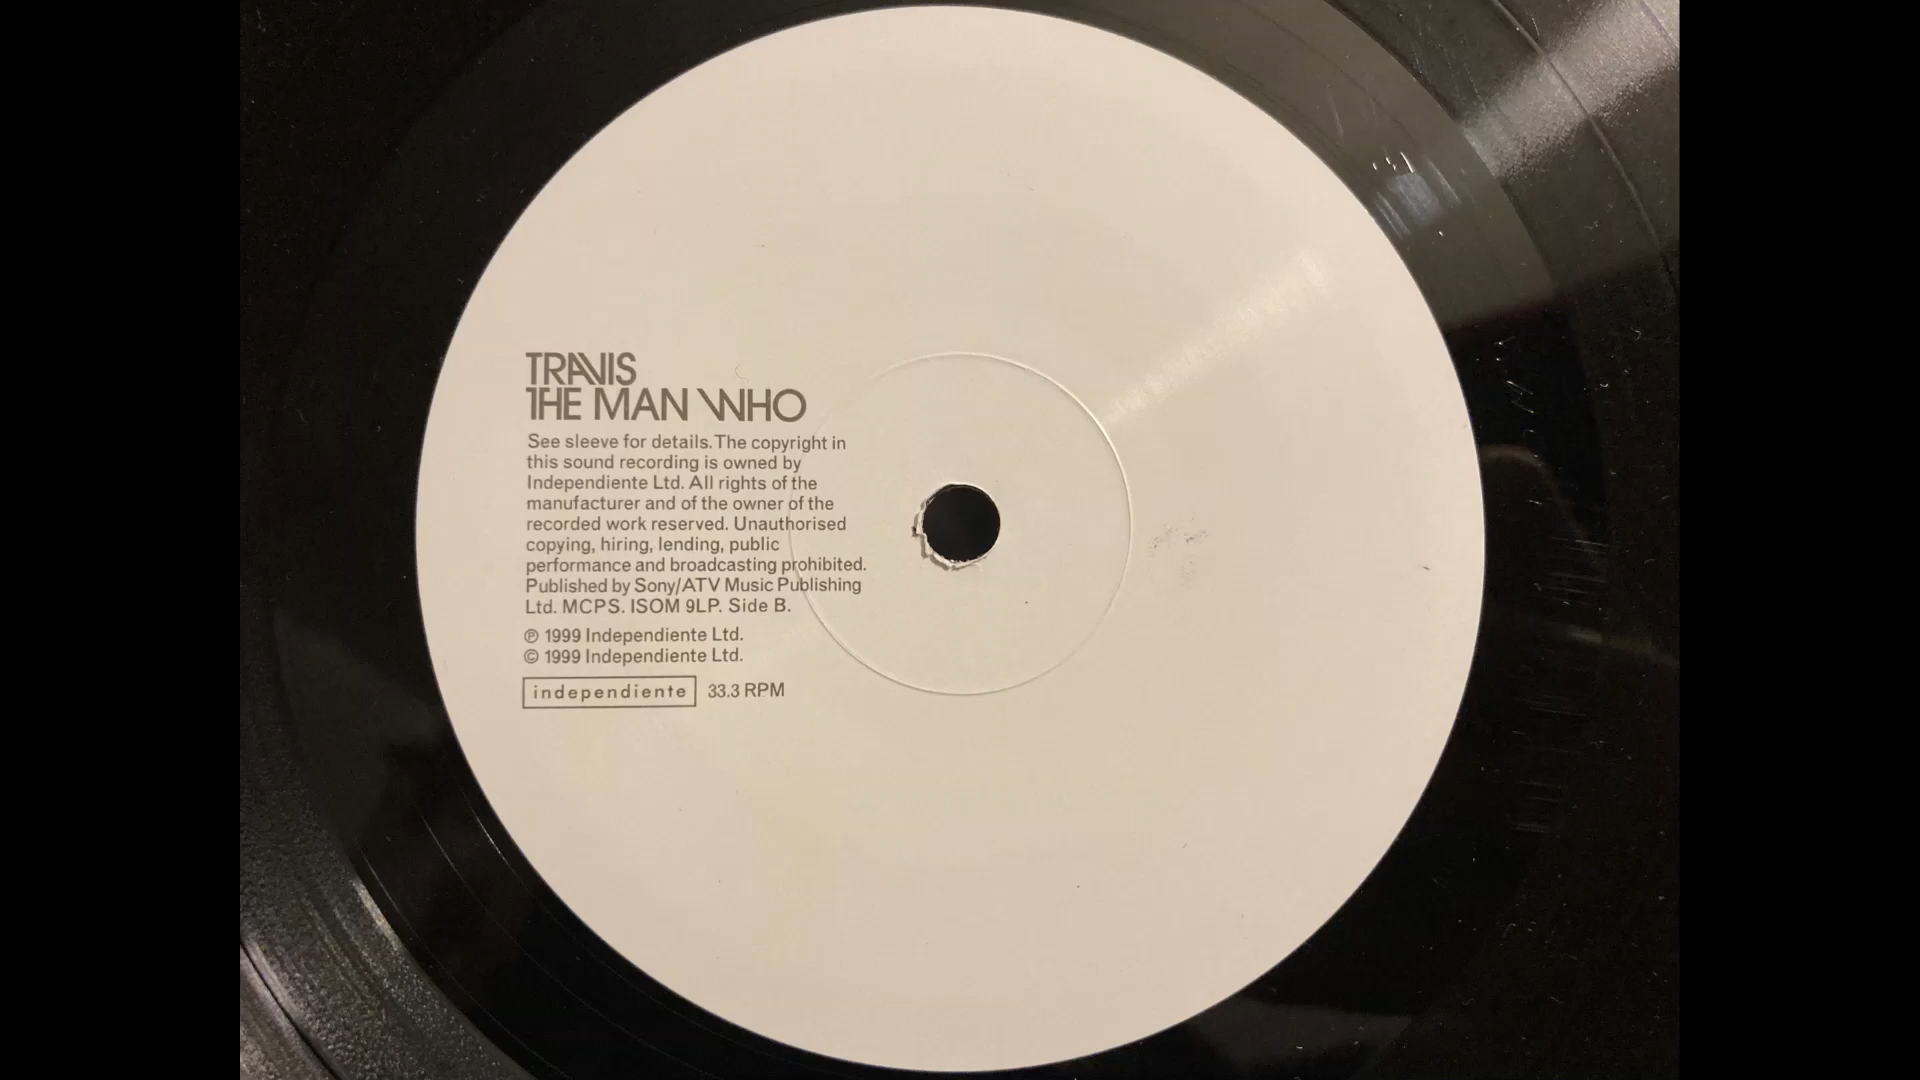 TRAVIS
THE MAN WHO
See sleeve for details. The copyright in
this sound recording is owned by
Independiente Ltd. All rights of the
manufacturer and of the owner of the
recorded work reserved. Unauthorised
copying, hiring, lending, public
performance and broadcasting prohibited.
Published by Sony/ATV Music Publishing
Ltd. MCPS. ISOM 9LP. Side B.
℗ 1999 Independiente Ltd.
© 1999 Independiente Ltd.
independiente 33.3 RPM